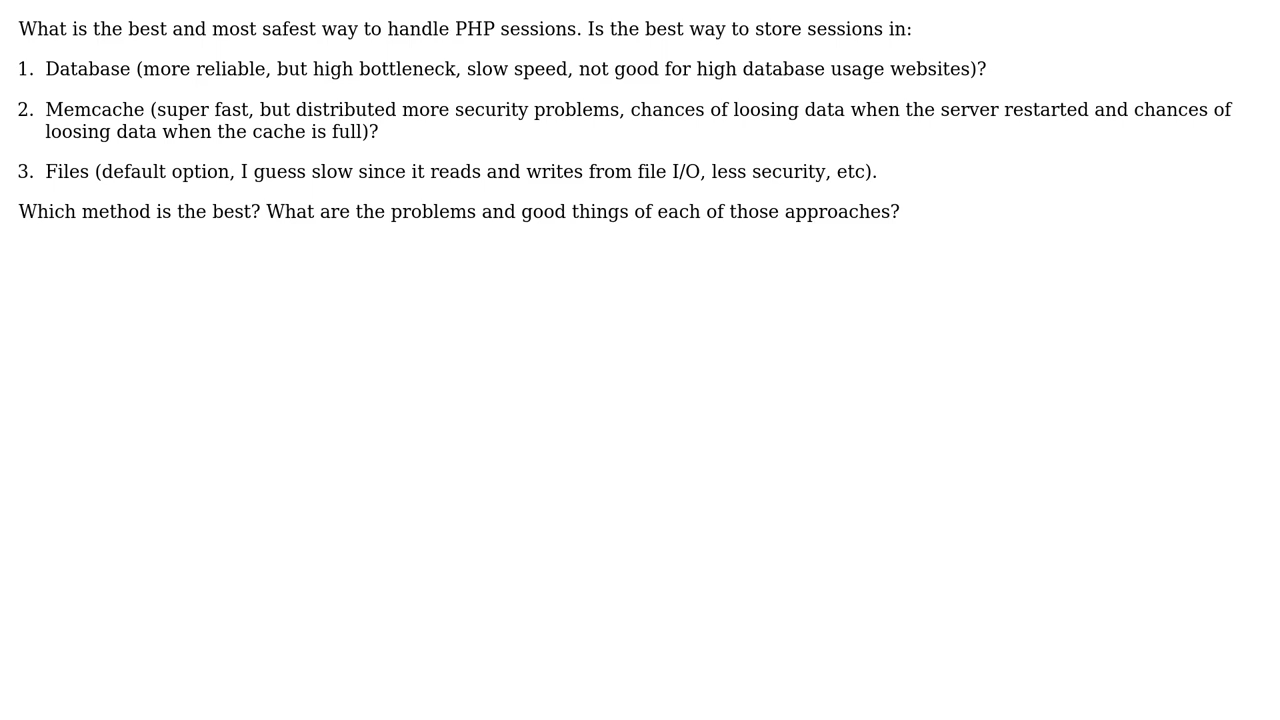 What is the best and most safest way to handle PHP sessions. Is the best way to store sessions in:
1. Database (more reliable, but high bottleneck, slow speed, not good for high database usage websites)?
2. Memcache (super fast, but distributed more security problems, chances of loosing data when the server restarted and chances of
loosing data when the cache is full)?
3. Files (default option, I guess slow since it reads and writes from file I/O, less security, etc).
Which method is the best? What are the problems and good things of each of those approaches?